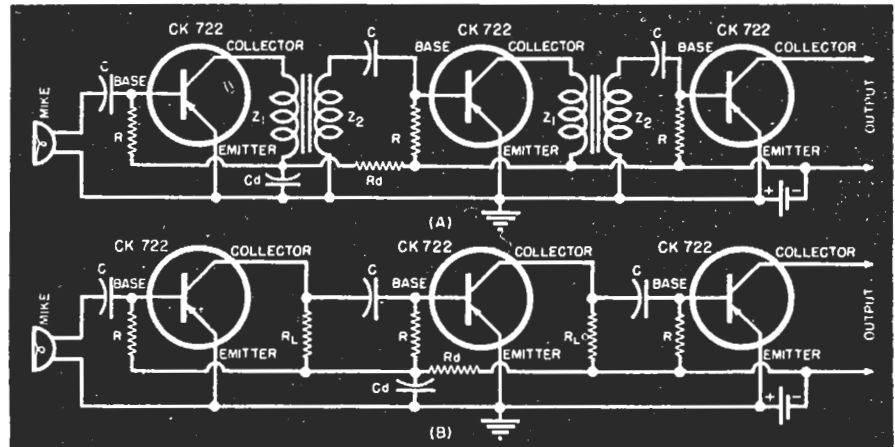 CK 722
COLLECTOR
C
BASE
MIKE
R
EMITTER
Z1
Z2
C
Cd
Rd
BASE
CK 722
COLLECTOR
R
EMITTER
Z1
Z2
C
BASE
CK 722
COLLECTOR
R
EMITTER
OUTPUT
+ -
(A)
CK 722
COLLECTOR
C
BASE
MIKE
R
EMITTER
RL
C
BASE
CK 722
COLLECTOR
R
Cd
Rd
EMITTER
RL
C
BASE
CK 722
COLLECTOR
R
EMITTER
OUTPUT
+ -
(B)